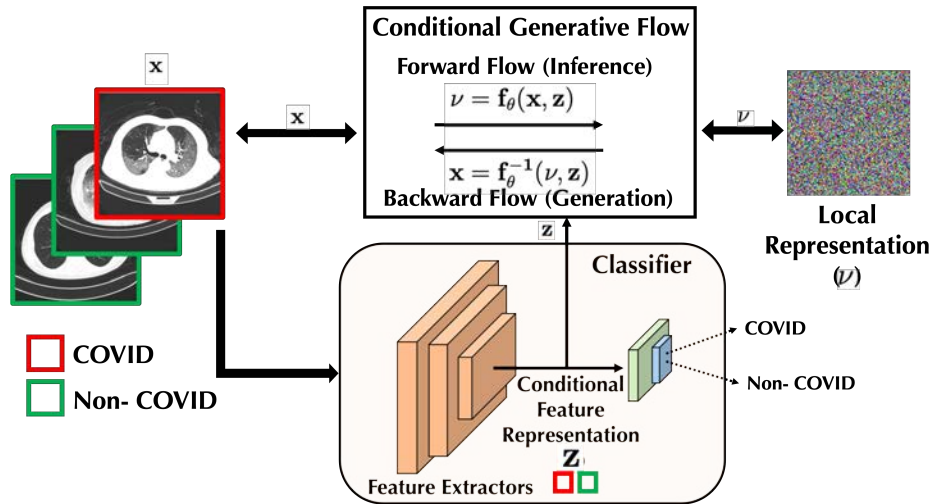 Conditional Generative Flow
Forward Flow (Inference)
ν = f_θ(x, z)
x = f_θ^{-1}(ν, z)
Backward Flow (Generation)
x
x
ν
Local
Representation
(ν)
z
Classifier
COVID
Non- COVID
COVID
Non- COVID
Conditional
Feature
Representation
z
Feature Extractors